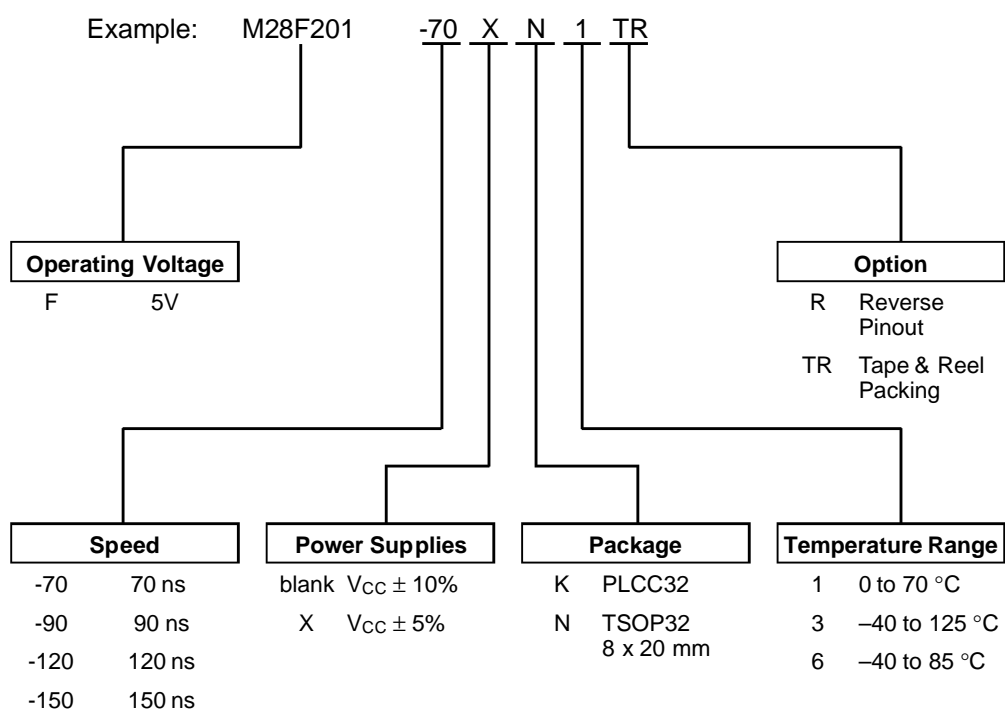 Example: M28F201 -70 X N 1 TR
Operating Voltage
F 5V
Option
R Reverse
Pinout
TR Tape & Reel
Packing
Speed
-70 70 ns
-90 90 ns
-120 120 ns
-150 150 ns
Power Supplies
blank VCC ± 10%
X VCC ± 5%
Package
K PLCC32
N TSOP32
8 x 20 mm
Temperature Range
1 0 to 70 °C
3 –40 to 125 °C
6 –40 to 85 °C